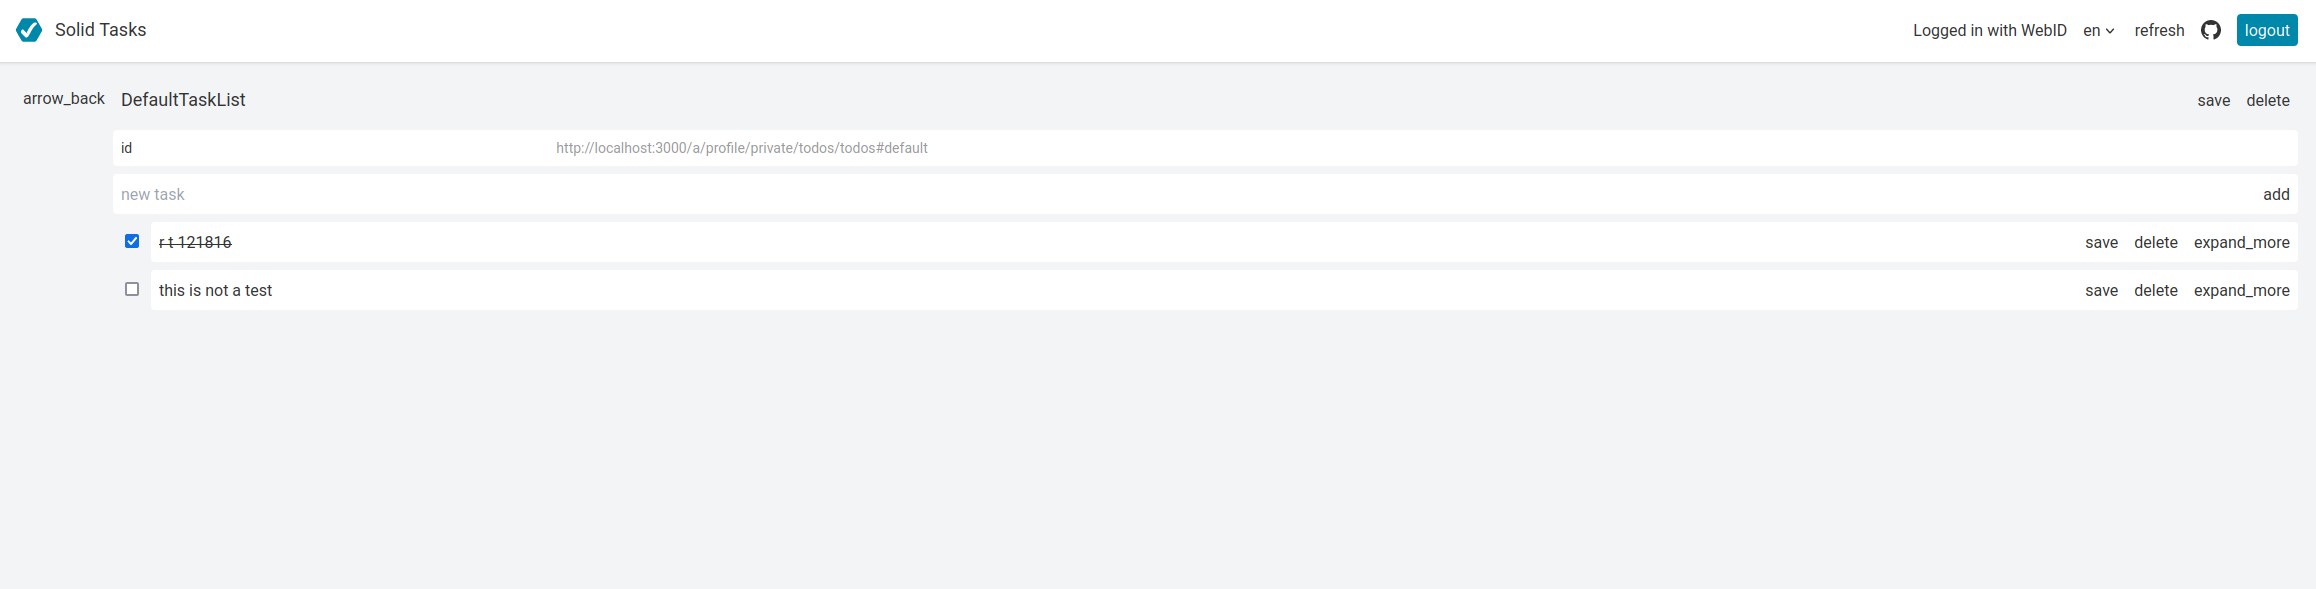 Solid Tasks Logged in with WebID en refresh logout
arrow_back DefaultTaskList save delete
id http://localhost:3000/a/profile/private/todos/todos#default
new task add
r t 121816 save delete expand_more
this is not a test save delete expand_more